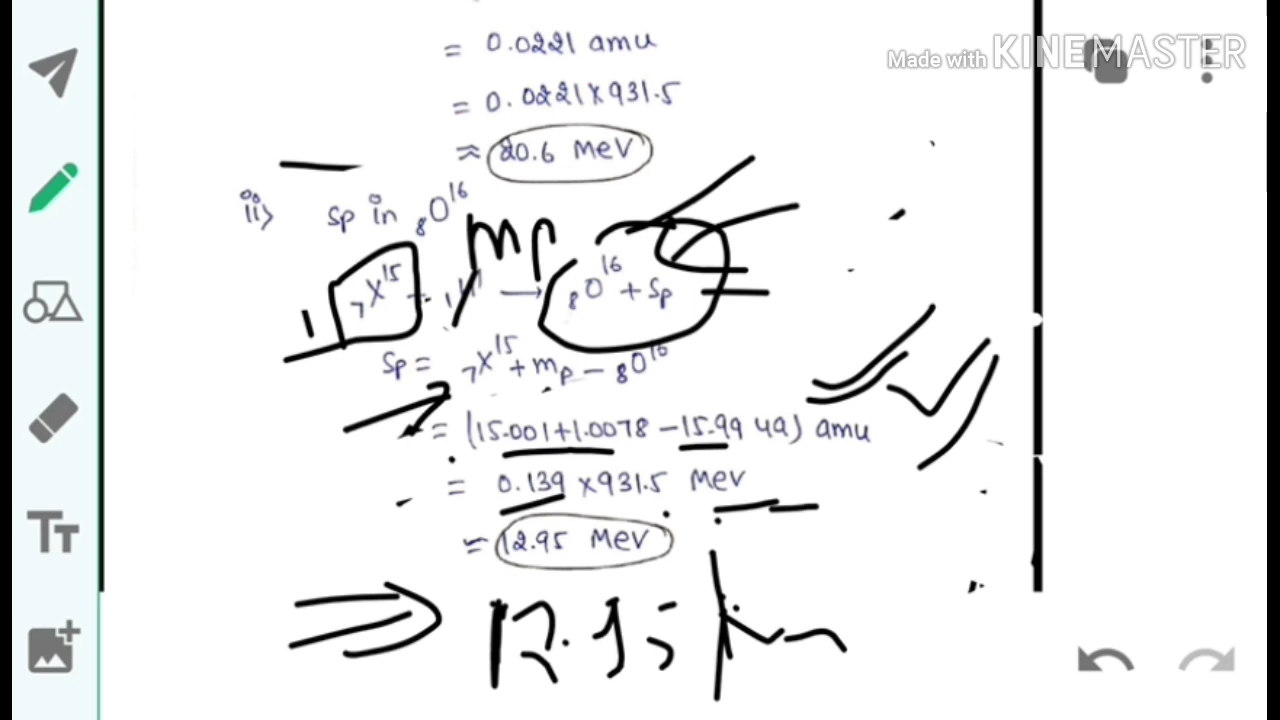 = 0.0221 amu
Made with KINEMASTER
= 0.0221 x 931.5
≈ 20.6 MeV
ii> Sp in ₈O¹⁶
mp
₇X¹⁵ + ₁H¹ → ₈O¹⁶ + Sp
Sp = ₇X¹⁵ + mp - ₈O¹⁶
= (15.001+1.0078 - 15.9949) amu
= 0.139 x 931.5 MeV
≈ 12.95 MeV
TT